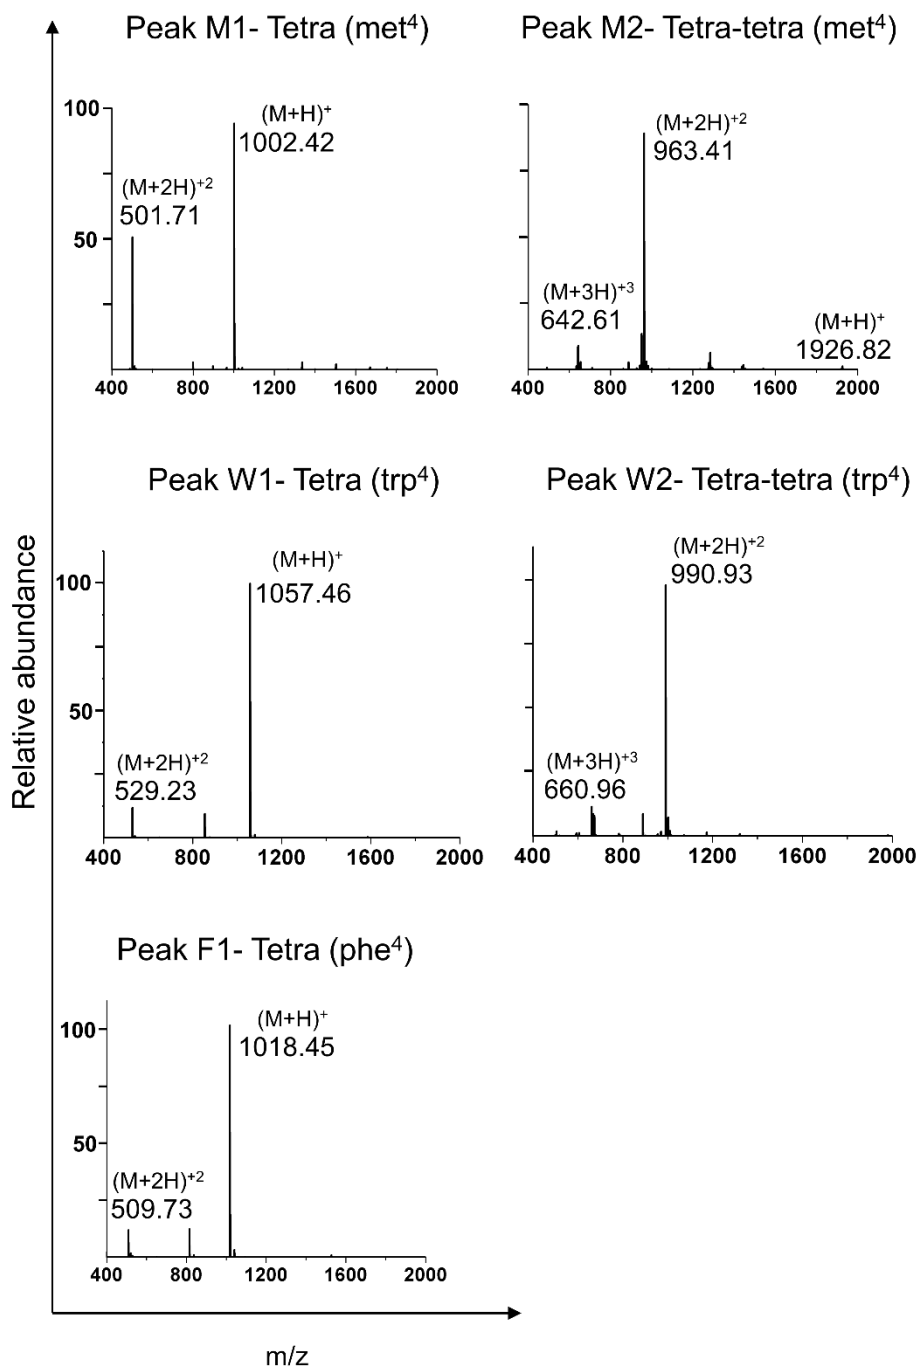 Peak M1- Tetra (met⁴)
100
50
(M+2H)⁺²
501.71
(M+H)⁺
1002.42
400 800 1200 1600 2000
Peak M2- Tetra-tetra (met⁴)
(M+2H)⁺²
963.41
(M+3H)⁺³
642.61
(M+H)⁺
1926.82
400 800 1200 1600 2000
Peak W1- Tetra (trp⁴)
100
50
(M+H)⁺
1057.46
(M+2H)⁺²
529.23
400 800 1200 1600 2000
Peak W2- Tetra-tetra (trp⁴)
(M+2H)⁺²
990.93
(M+3H)⁺³
660.96
400 800 1200 1600 2000
Peak F1- Tetra (phe⁴)
100
50
(M+H)⁺
1018.45
(M+2H)⁺²
509.73
400 800 1200 1600 2000
Relative abundance
m/z